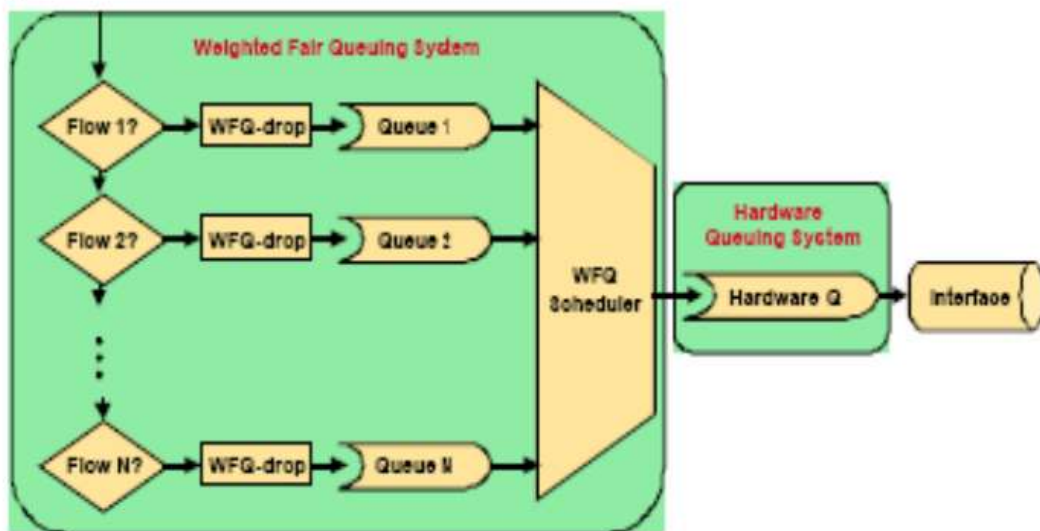 Weighted Fair Queuing System
Flow 1?
WFQ-drop
Queue 1
Flow 2?
WFQ-drop
Queue 2
WFQ
Scheduler
Hardware
Queuing System
Hardware Q
Interface
Flow N?
WFQ-drop
Queue N